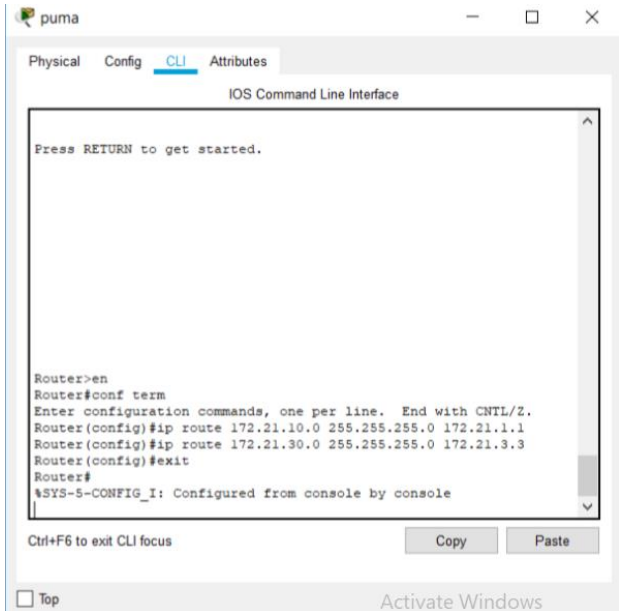 puma
Physical Config CLI Attributes
IOS Command Line Interface
Press RETURN to get started.
Router>en
Router#conf term
Enter configuration commands, one per line.  End with CNTL/Z.
Router(config)#ip route 172.21.10.0 255.255.255.0 172.21.1.1
Router(config)#ip route 172.21.30.0 255.255.255.0 172.21.3.3
Router(config)#exit
Router#
%SYS-5-CONFIG_I: Configured from console by console
Ctrl+F6 to exit CLI focus Copy Paste
Top Activate Windows